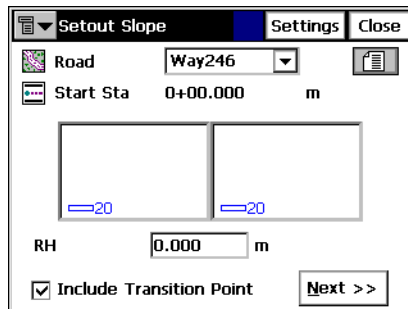 Setout Slope Settings Close
Road Way246
Start Sta 0+00.000 m
20 20
RH 0.000 m
Include Transition Point Next >>